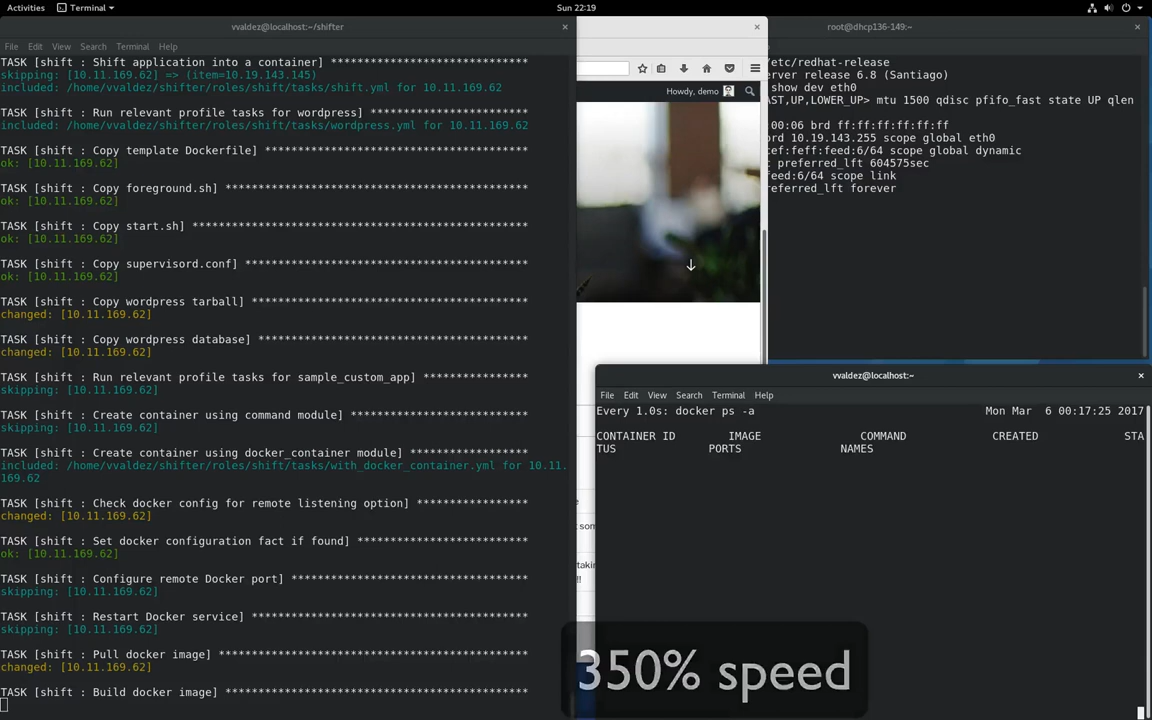 Activities Terminal Sun 22:19
vvaldez@localhost:~/shifter
File Edit View Search Terminal Help
TASK [shift : Shift application into a container] ******************************
skipping: [10.11.169.62] => (item=10.19.143.145)
included: /home/vvaldez/shifter/roles/shift/tasks/shift.yml for 10.11.169.62
TASK [shift : Run relevant profile tasks for wordpress] *************************
included: /home/vvaldez/shifter/roles/shift/tasks/wordpress.yml for 10.11.169.62
TASK [shift : Copy template Dockerfile] ****************************************
ok: [10.11.169.62]
TASK [shift : Copy foreground.sh] **********************************************
ok: [10.11.169.62]
TASK [shift : Copy start.sh] ***************************************************
ok: [10.11.169.62]
TASK [shift : Copy supervisord.conf] *******************************************
ok: [10.11.169.62]
TASK [shift : Copy wordpress tarball] ******************************************
changed: [10.11.169.62]
TASK [shift : Copy wordpress database] *****************************************
changed: [10.11.169.62]
TASK [shift : Run relevant profile tasks for sample_custom_app] *****************
skipping: [10.11.169.62]
TASK [shift : Create container using command module] ****************************
skipping: [10.11.169.62]
TASK [shift : Create container using docker_container module] *******************
included: /home/vvaldez/shifter/roles/shift/tasks/with_docker_container.yml for 10.11.
169.62
TASK [shift : Check docker config for remote listening option] *****************
changed: [10.11.169.62]
TASK [shift : Set docker configuration fact if found] ***************************
ok: [10.11.169.62]
TASK [shift : Configure remote Docker port] *************************************
skipping: [10.11.169.62]
TASK [shift : Restart Docker service] *******************************************
skipping: [10.11.169.62]
TASK [shift : Pull docker image] ************************************************
changed: [10.11.169.62]
TASK [shift : Build docker image] ***********************************************
Howdy, demo
root@dhcp136-149:~
/etc/redhat-release
erver release 6.8 (Santiago)
show dev eth0
AST,UP,LOWER_UP> mtu 1500 qdisc pfifo_fast state UP qlen
:00:06 brd ff:ff:ff:ff:ff:ff
rd 10.19.143.255 scope global eth0
cef:feff:feed:6/64 scope global dynamic
t preferred_lft 604575sec
feed:6/64 scope link
referred_lft forever
vvaldez@localhost:~
File Edit View Search Terminal Help
Every 1.0s: docker ps -a Mon Mar  6 00:17:25 2017
CONTAINER ID IMAGE COMMAND CREATED STA
TUS PORTS NAMES
350% speed